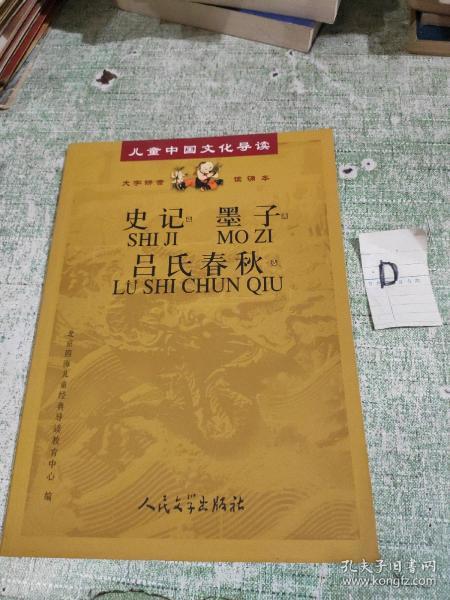 儿童中国文化导读
大字拼音 读诵本
史记 墨子
SHI JI MO ZI
吕氏春秋
LU SHI CHUN QIU
北京四海儿童经典导读教育中心 编
人民文学出版社
D
孔夫子旧书网
www.kongfz.com